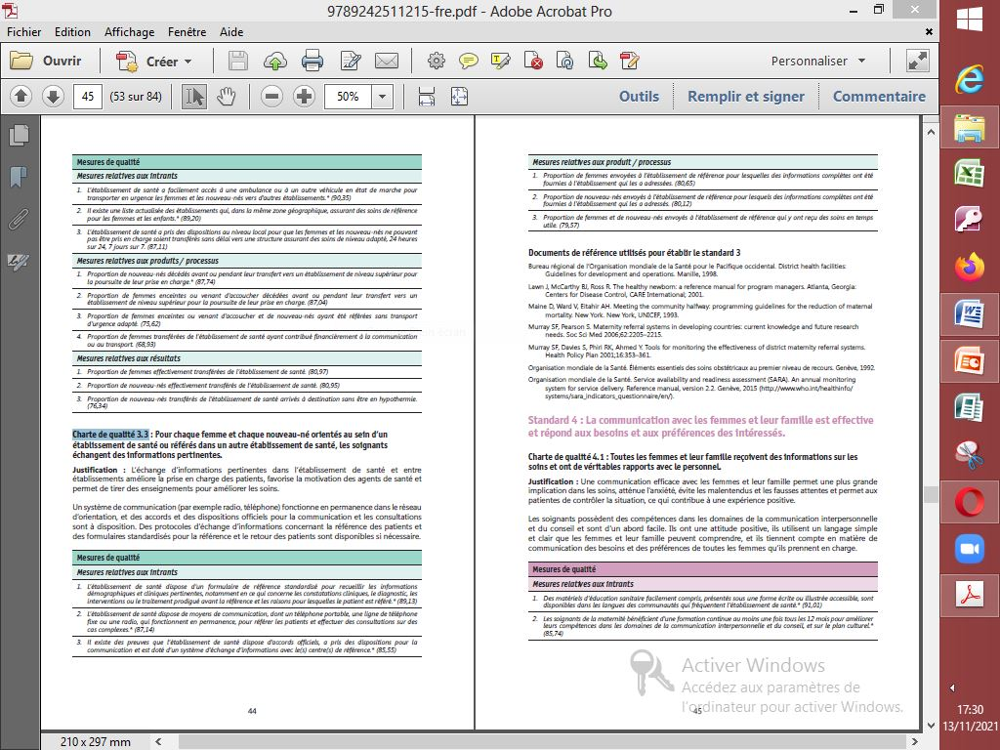 9789242511215-fre.pdf - Adobe Acrobat Pro
Fichier Edition Affichage Fenêtre Aide
Ouvrir Créer Personnaliser
45 (53 sur 84) 50% Outils Remplir et signer Commentaire
Mesures de qualité
Mesures relatives aux intrants
1. L'établissement de santé a facilement accès à une ambulance ou à un autre véhicule en état de marche pour
transporter en urgence les femmes et les nouveau-nés vers d'autres établissements.* (90,35)
2. Il existe une liste actualisée des établissements qui, dans la même zone géographique, assurant des soins de référence
pour les femmes et les enfants.* (89,20)
3. L'établissement de santé a pris des dispositions au niveau local pour que les femmes et les nouveau-nés ne pouvant
pas être pris en charge soient transférés sans délai vers une structure assurant des soins de niveau adapté, 24 heures
sur 24, 7 jours sur 7. (87,11)
Mesures relatives aux produits / processus
1. Proportion de nouveau-nés décédés avant ou pendant leur transfert vers un établissement de niveau supérieur pour
la poursuite de leur prise en charge.* (87,74)
2. Proportion de femmes enceintes ou venant d'accoucher décédées avant ou pendant leur transfert vers un
établissement de niveau supérieur pour la poursuite de leur prise en charge. (87,04)
3. Proportion de femmes enceintes ou venant d'accoucher et de nouveau-nés ayant été référés sans transport
d'urgence adapté. (75,62)
4. Proportion de femmes transférées de l'établissement de santé ayant contribué financièrement à la communication
ou au transport. (68,93)
Mesures relatives aux résultats
1. Proportion de femmes effectivement transférées de l'établissement de santé. (80,97)
2. Proportion de nouveau-nés effectivement transférés de l'établissement de santé. (80,95)
3. Proportion de nouveau-nés transférés de l'établissement de santé arrivés à destination sans être en hypothermie.
(76,34)
Charte de qualité 3.3 : Pour chaque femme et chaque nouveau-né orientés au sein d'un
établissement de santé ou référés dans un autre établissement de santé, les soignants
échangent des informations pertinentes.
Justification : L'échange d'informations pertinentes dans l'établissement de santé et entre
établissements améliore la prise en charge des patients, favorise la motivation des agents de santé et
permet de tirer des enseignements pour améliorer les soins.
Un système de communication (par exemple radio, téléphone) fonctionne en permanence dans le réseau
d'orientation, et des accords et des dispositions officiels pour la communication et les consultations
sont à disposition. Des protocoles d'échange d'informations concernant la référence des patients et
des formulaires standardisés pour la référence et le retour des patients sont disponibles si nécessaire.
Mesures de qualité
Mesures relatives aux intrants
1. L'établissement de santé dispose d'un formulaire de référence standardisé pour recueillir les informations
démographiques et cliniques pertinentes, notamment en ce qui concerne les constatations cliniques, le diagnostic, les
interventions ou le traitement prodigué avant la référence et les raisons pour lesquelles le patient est référé.* (89,13)
2. L'établissement de santé dispose de moyens de communication, dont un téléphone portable, une ligne de téléphone
fixe ou une radio, qui fonctionnent en permanence, pour référer les patients et effectuer des consultations sur des
cas complexes.* (87,14)
3. Il existe des preuves que l'établissement de santé dispose d'accords officiels, a pris des dispositions pour la
communication et est doté d'un système d'échange d'informations avec le(s) centre(s) de référence.* (85,55)
44
Mesures relatives aux produit / processus
1. Proportion de femmes envoyées à l'établissement de référence pour lesquelles des informations complètes ont été
fournies à l'établissement qui les a adressées. (80,65)
2. Proportion de nouveau-nés envoyés à l'établissement de référence pour lesquels des informations complètes ont été
fournies à l'établissement qui les a adressés. (80,12)
3. Proportion de femmes et de nouveau-nés envoyés à l'établissement de référence qui y ont reçu des soins en temps
utile. (79,57)
Documents de référence utilisés pour établir le standard 3
Bureau régional de l'Organisation mondiale de la Santé pour le Pacifique occidental. District health facilities:
Guidelines for development and operations. Manille, 1998.
Lawn J, McCarthy BJ, Ross R. The healthy newborn: a reference manual for program managers. Atlanta, Georgia:
Centers for Disease Control, CARE International; 2001.
Maine D, Ward V, Eltahir AH. Meeting the community halfway: programming guidelines for the reduction of maternal
mortality. New York. New York, UNICEF, 1993.
Murray SF, Pearson S. Maternity referral systems in developing countries: current knowledge and future research
needs. Soc Sci Med 2006;62:2205–2215.
Murray SF, Davies S, Phiri RK, Ahmed Y. Tools for monitoring the effectiveness of district maternity referral systems.
Health Policy Plan 2001;16:353–361.
Organisation mondiale de la Santé. Éléments essentiels des soins obstétricaux au premier niveau de recours. Genève, 1992.
Organisation mondiale de la Santé. Service availability and readiness assessment (SARA). An annual monitoring
system for service delivery. Reference manual, version 2.2. Genève, 2015 (http://www.who.int/healthinfo/
systems/sara_indicators_questionnaire/en/).
Standard 4 : La communication avec les femmes et leur famille est effective
et répond aux besoins et aux préférences des intéressés.
Charte de qualité 4.1 : Toutes les femmes et leur famille reçoivent des informations sur les
soins et ont de véritables rapports avec le personnel.
Justification : Une communication efficace avec les femmes et leur famille permet une plus grande
implication dans les soins, atténue l'anxiété, évite les malentendus et les fausses attentes et permet aux
patientes de contrôler la situation, ce qui contribue à une expérience positive.
Les soignants possèdent des compétences dans les domaines de la communication interpersonnelle
et du conseil et sont d'un abord facile. Ils ont une attitude positive, ils utilisent un langage simple
et clair que les femmes et leur famille peuvent comprendre, et ils tiennent compte en matière de
communication des besoins et des préférences de toutes les femmes qu'ils prennent en charge.
Mesures de qualité
Mesures relatives aux intrants
1. Des matériels d'éducation sanitaire facilement compris, présentés sous une forme écrite ou illustrée accessible, sont
disponibles dans les langues des communautés qui fréquentent l'établissement de santé.* (91,01)
2. Les soignants de la maternité bénéficient d'une formation continue au moins une fois tous les 12 mois pour améliorer
leurs compétences dans les domaines de la communication interpersonnelle et du conseil, et sur le plan culturel.*
(85,74)
45
Activer Windows
Accédez aux paramètres de
l'ordinateur pour activer Windows.
210 x 297 mm
17:30
13/11/2021